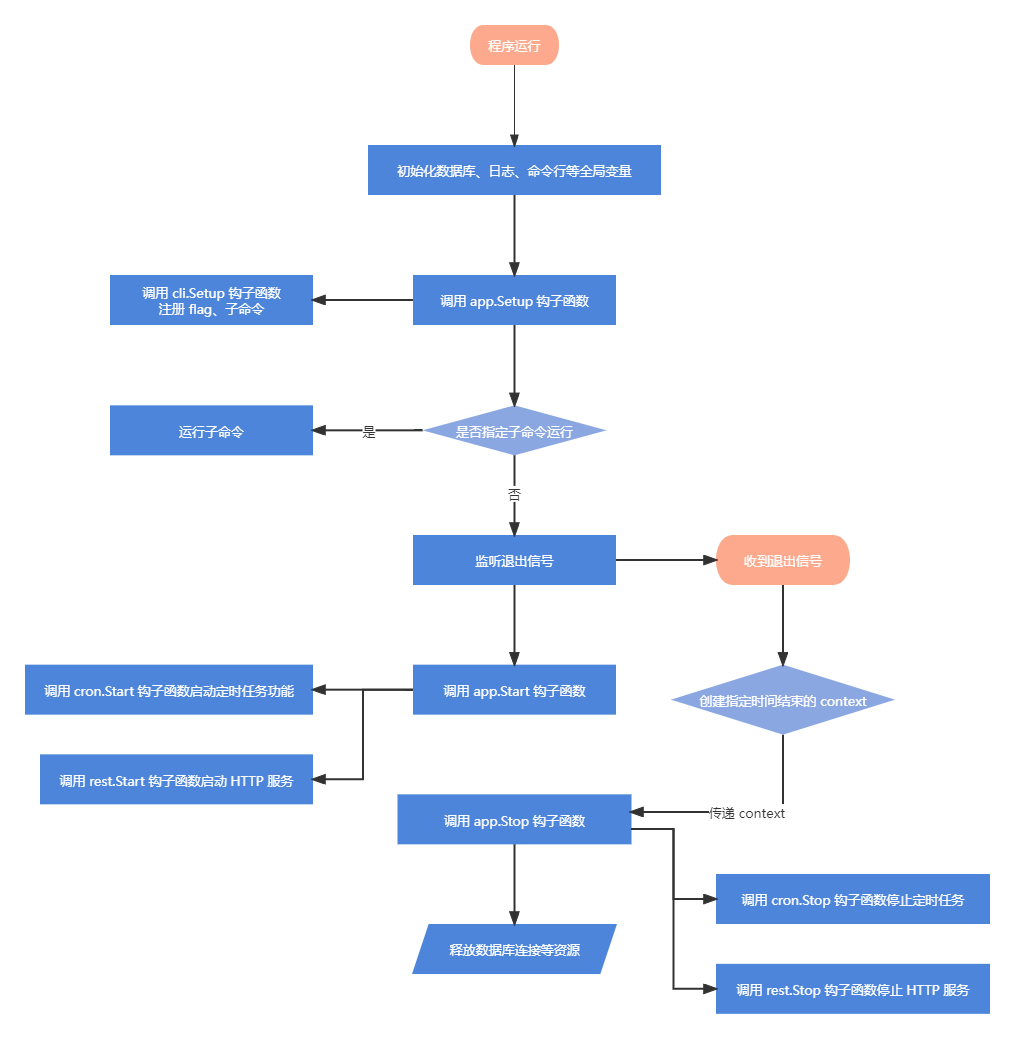 程序运行
初始化数据库、日志、命令行等全局变量
调用 cli.Setup 钩子函数
注册 flag、子命令
调用 app.Setup 钩子函数
运行子命令
是
是否指定子命令运行
否
监听退出信号
收到退出信号
调用 cron.Start 钩子函数启动定时任务功能
调用 app.Start 钩子函数
创建指定时间结束的 context
调用 rest.Start 钩子函数启动 HTTP 服务
调用 app.Stop 钩子函数
传递 context
调用 cron.Stop 钩子函数停止定时任务
释放数据库连接等资源
调用 rest.Stop 钩子函数停止 HTTP 服务